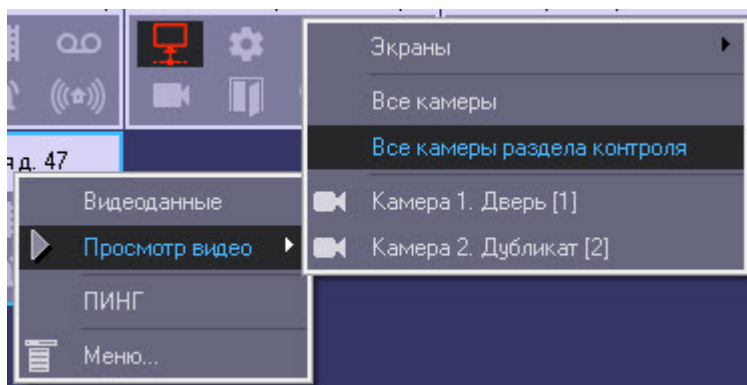 Экраны
Все камеры
Все камеры раздела контроля
Камера 1. Дверь [1]
Камера 2. Дубликат [2]
я д. 47
Видеоданные
Просмотр видео
ПИНГ
Меню...